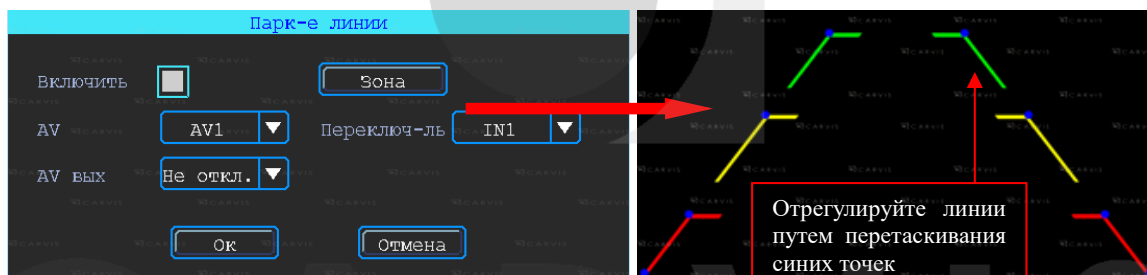 Парк-е линии
Включить
Зона
AV AV1 Переключ-ль IN1
AV вых Не откл.
Ок Отмена
Отрегулируйте линии
путем перетаскивания
синих точек